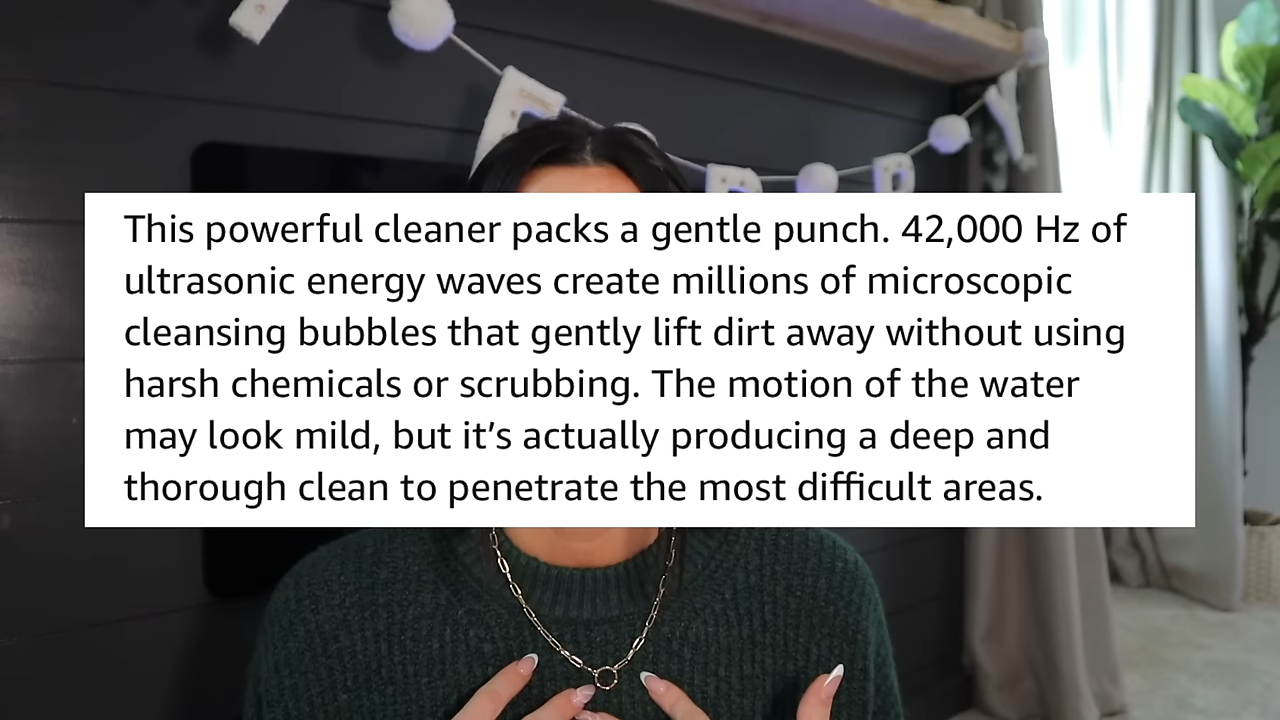 This powerful cleaner packs a gentle punch. 42,000 Hz of
ultrasonic energy waves create millions of microscopic
cleansing bubbles that gently lift dirt away without using
harsh chemicals or scrubbing. The motion of the water
may look mild, but it’s actually producing a deep and
thorough clean to penetrate the most difficult areas.